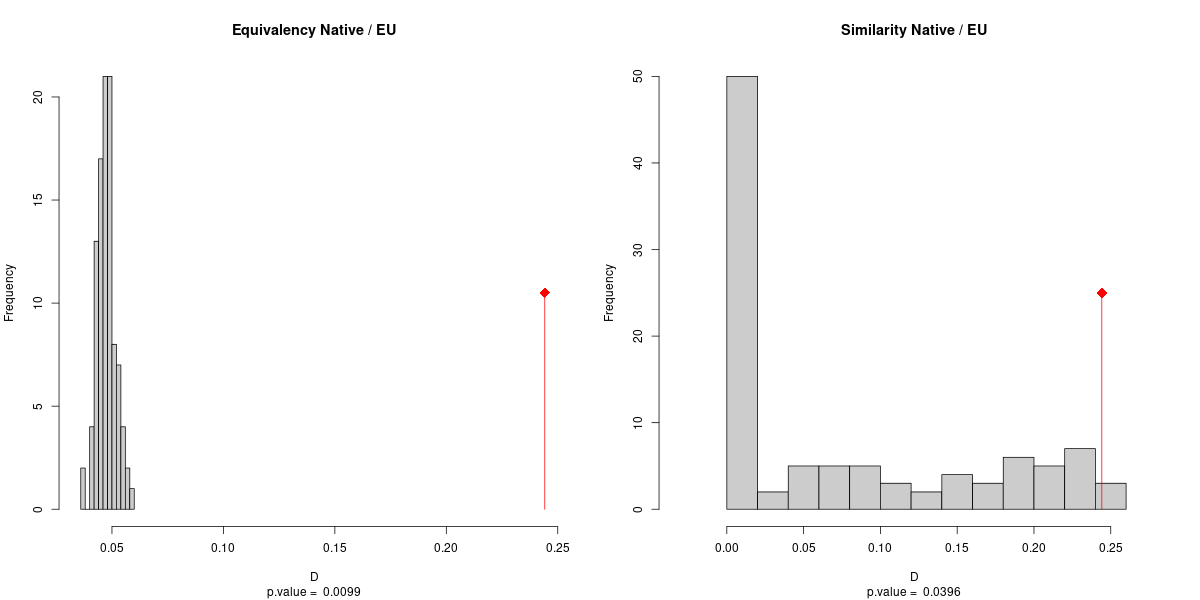 Equivalency Native / EU
Frequency
0
5
10
15
20
0.05
0.10
0.15
0.20
0.25
D
p.value = 0.0099
Similarity Native / EU
Frequency
0
10
20
30
40
50
0.00
0.05
0.10
0.15
0.20
0.25
D
p.value = 0.0396